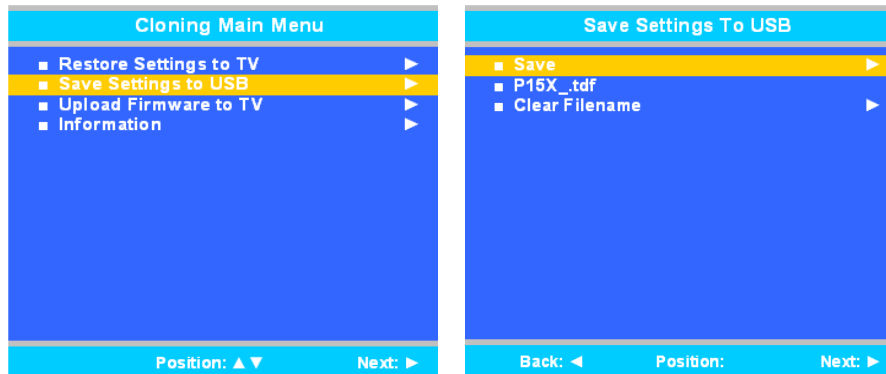 Cloning Main Menu
■ Restore Settings to TV ►
■ Save Settings to USB ►
■ Upload Firmware to TV ►
■ Information ►
Position: ▲ ▼ Next: ►
Save Settings To USB
■ Save ►
■ P15X_.tdf
■ Clear Filename ►
Back: ◄ Position: Next: ►